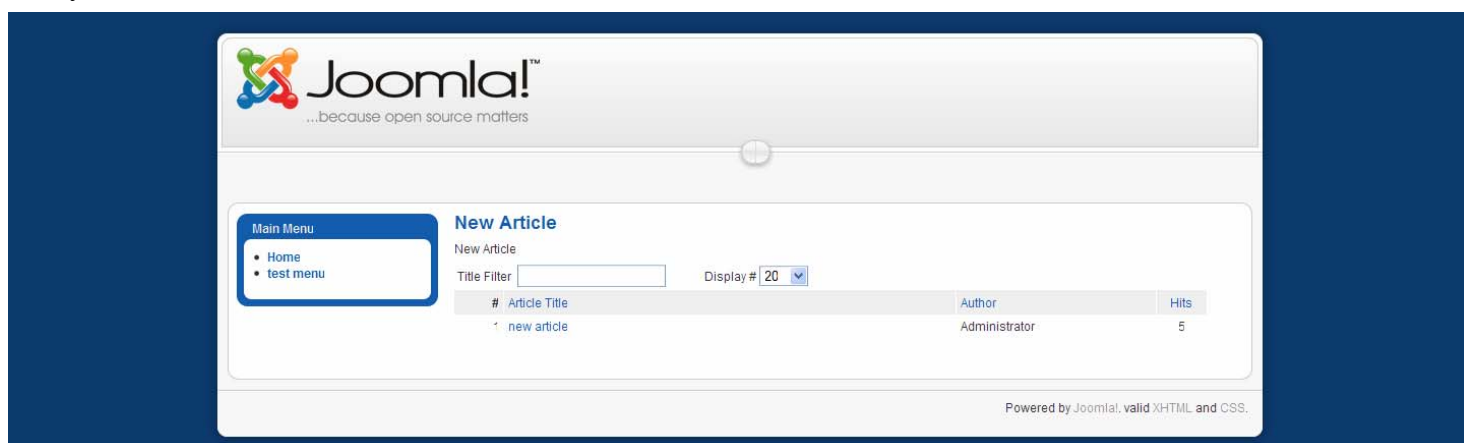 Joomla!™
...because open source matters
Main Menu
Home
test menu
New Article
New Article
Title Filter Display # 20
# Article Title Author Hits
1 new article Administrator 5
Powered by Joomla!. valid XHTML and CSS.